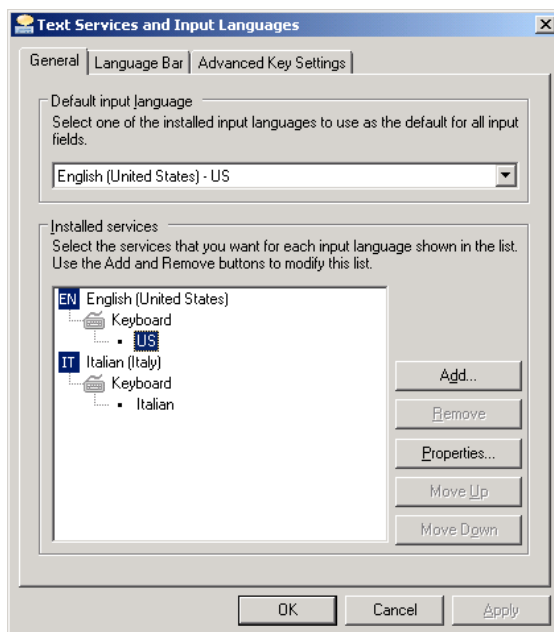 Text Services and Input Languages
General
Language Bar
Advanced Key Settings
Default input language
Select one of the installed input languages to use as the default for all input
fields.
English (United States) - US
Installed services
Select the services that you want for each input language shown in the list.
Use the Add and Remove buttons to modify this list.
EN English (United States)
Keyboard
US
IT Italian (Italy)
Keyboard
Italian
Add...
Remove
Properties...
Move Up
Move Down
OK
Cancel
Apply